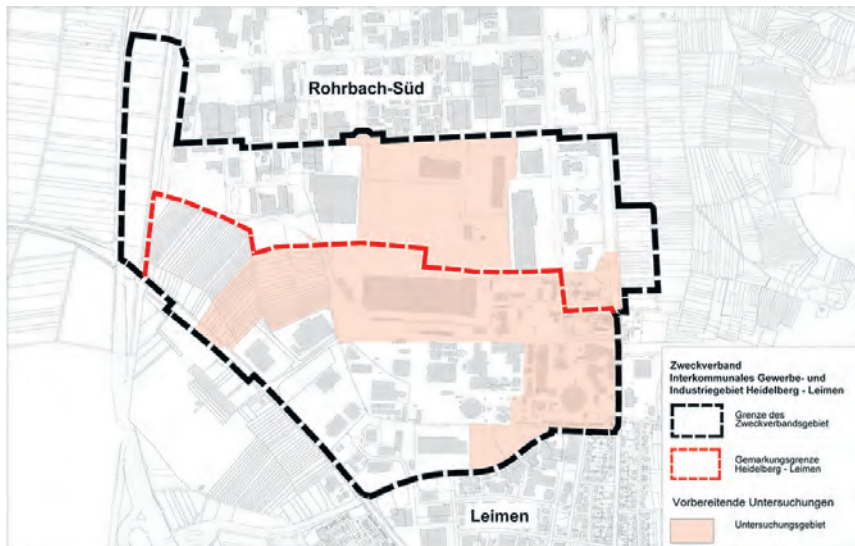 Rohrbach-Süd
Leimen
Zweckverband
Interkommunales Gewerbe- und
Industriegebiet Heidelberg - Leimen
Grenze des
Zweckverbandsgebiet
Gemarkungsgrenze
Heidelberg - Leimen
Vorbereitende Untersuchungen
Untersuchungsgebiet